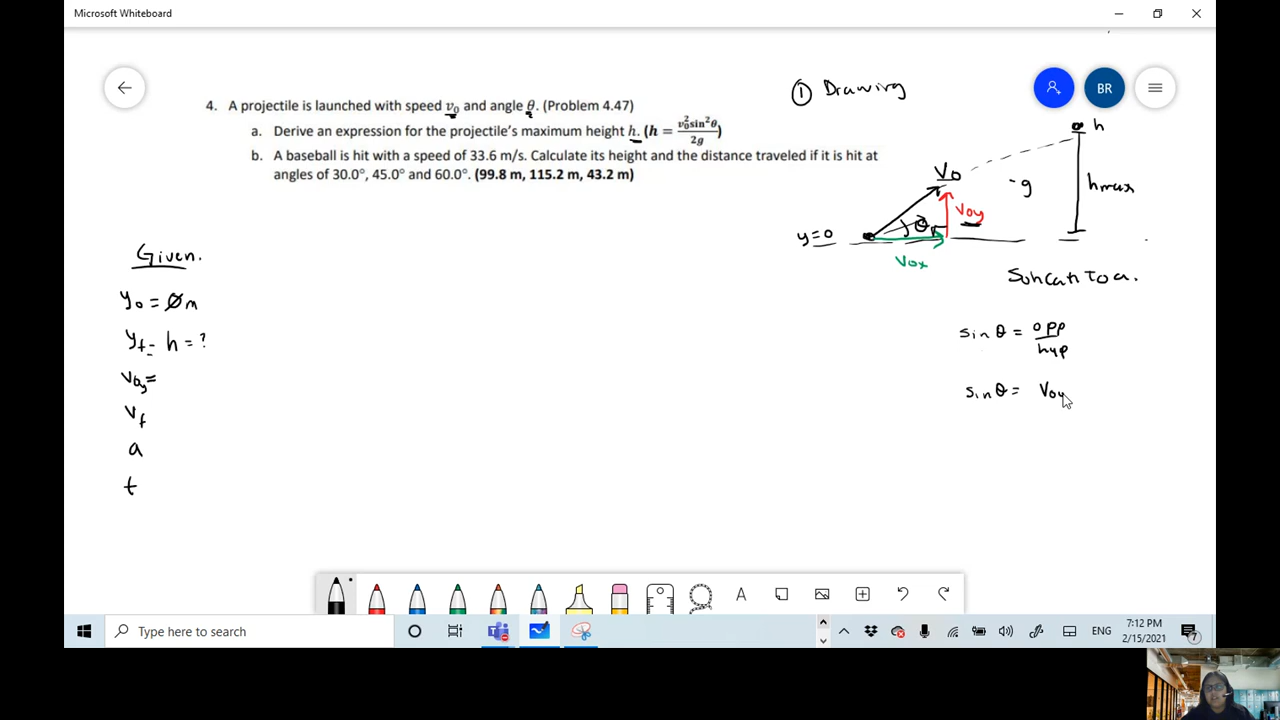 Microsoft Whiteboard
4. A projectile is launched with speed v₀ and angle θ. (Problem 4.47)
a. Derive an expression for the projectile's maximum height h. (h = v₀²sin²θ / 2g)
b. A baseball is hit with a speed of 33.6 m/s. Calculate its height and the distance traveled if it is hit at
angles of 30.0°, 45.0° and 60.0°. (99.8 m, 115.2 m, 43.2 m)
① Drawing
BR
h
V₀
-g
hmax
V₀y
θ
y=0
V₀x
Sohcahtoa.
sin θ = opp / hyp
sin θ = V₀y
Given.
y₀ = 0 m
yf = h = ?
V₀y =
Vf
a
t
A
Type here to search
ENG
7:12 PM
2/15/2021